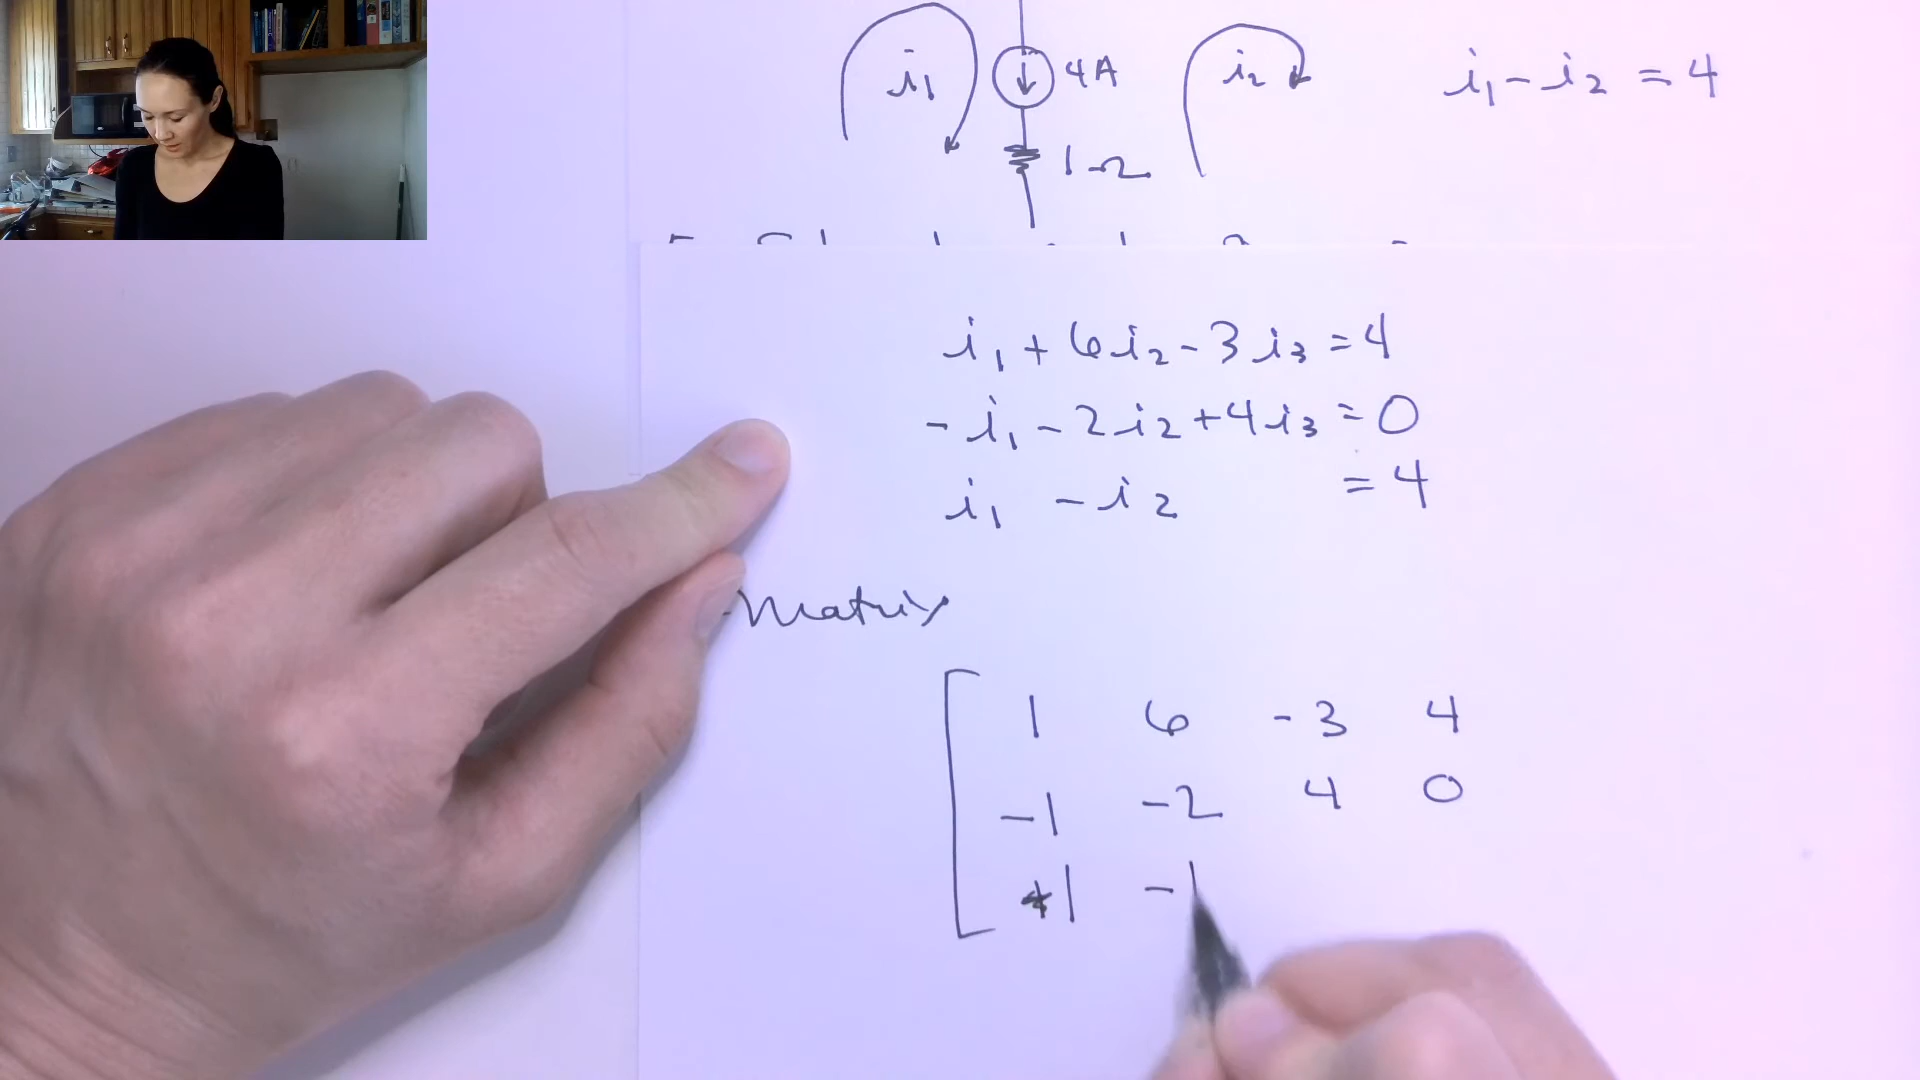 i₁ 4A i₂ i₁ - i₂ = 4
1Ω
i₁ + 6i₂ - 3i₃ = 4
- i₁ - 2i₂ + 4i₃ = 0
i₁ - i₂ = 4
Matrix
1 6 -3 4
-1 -2 4 0
+1 -1